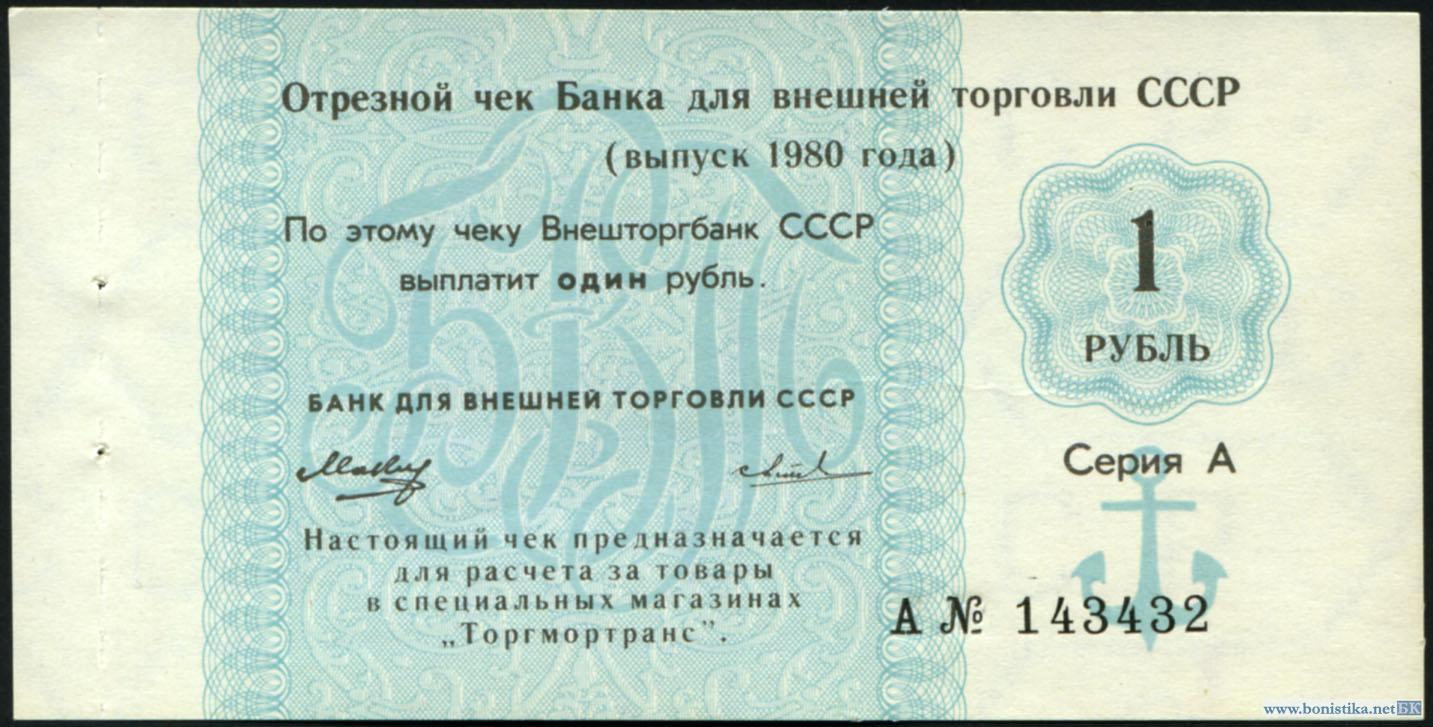 Отрезной чек Банка для внешней торговли СССР
(выпуск 1980 года)
По этому чеку Внешторгбанк СССР
выплатит один рубль.
1
РУБЛЬ
БАНК ДЛЯ ВНЕШНЕЙ ТОРГОВЛИ СССР
Серия А
Настоящий чек предназначается
для расчета за товары
в специальных магазинах
„Торгмортранс”.
А № 143432
www.bonistika.net БК